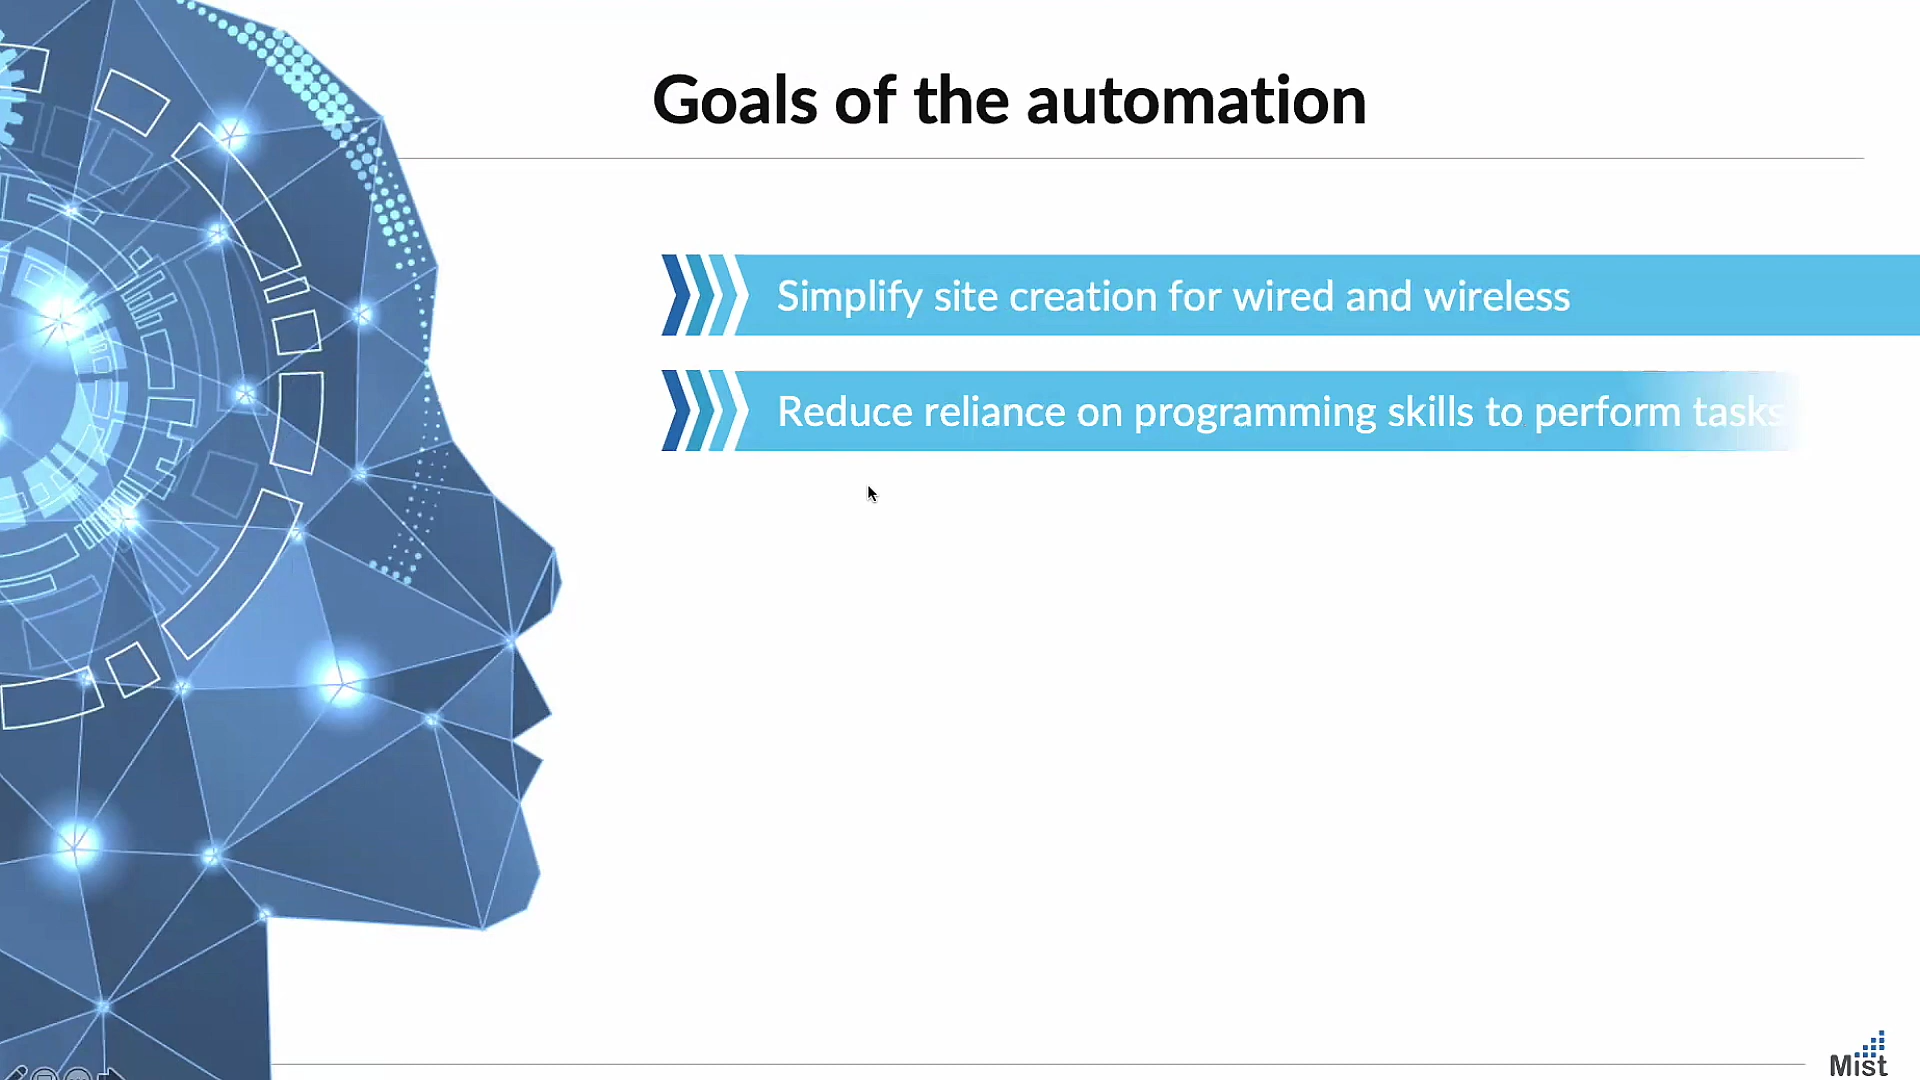 Goals of the automation
Simplify site creation for wired and wireless
Reduce reliance on programming skills to perform tasks
Mist